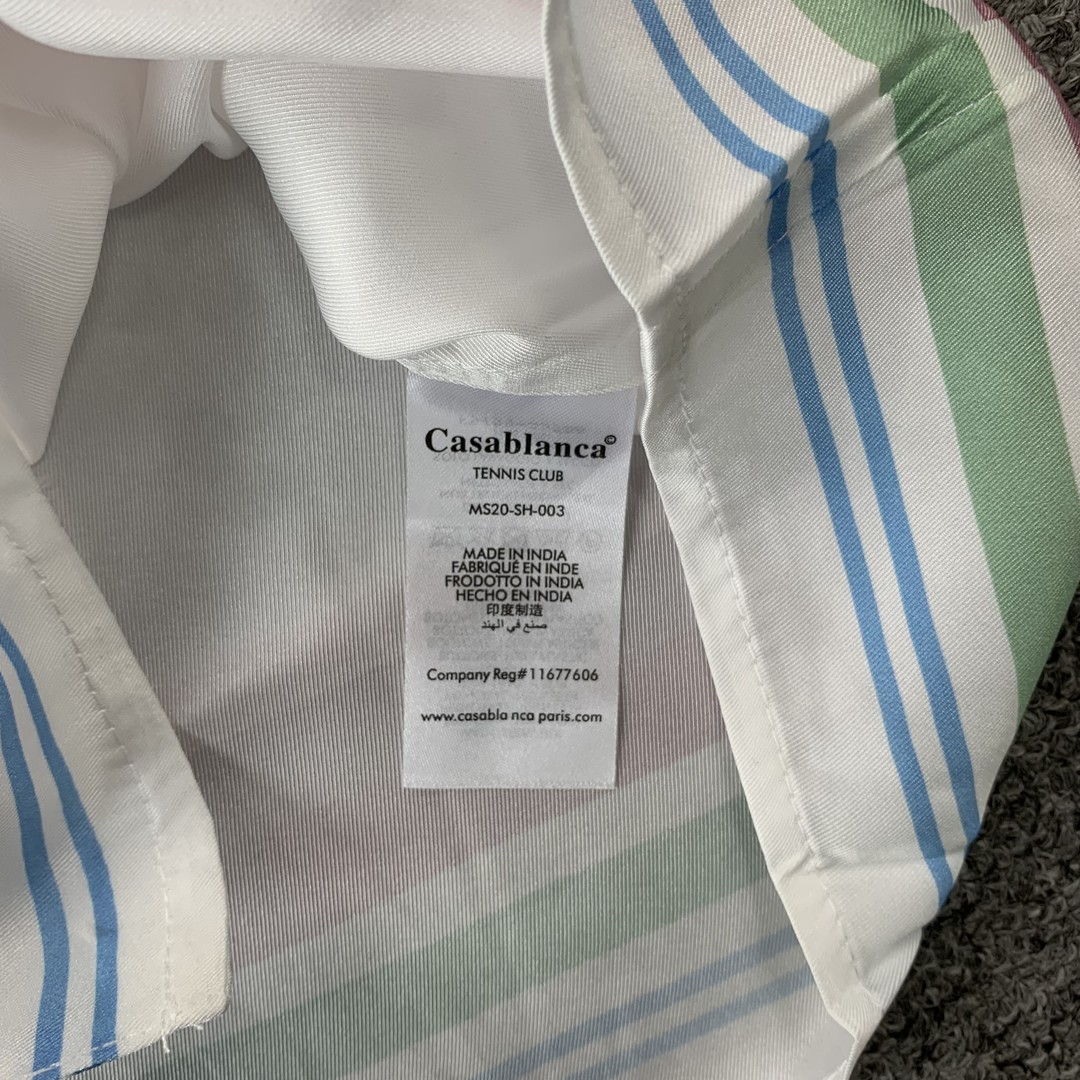 Casablanca©
TENNIS CLUB
MS20-SH-003
MADE IN INDIA
FABRIQUÉ EN INDE
FRODOTTO IN INDIA
HECHO EN INDIA
印度制造
صنع في الهند
Company Reg# 11677606
www.casabla nca paris.com